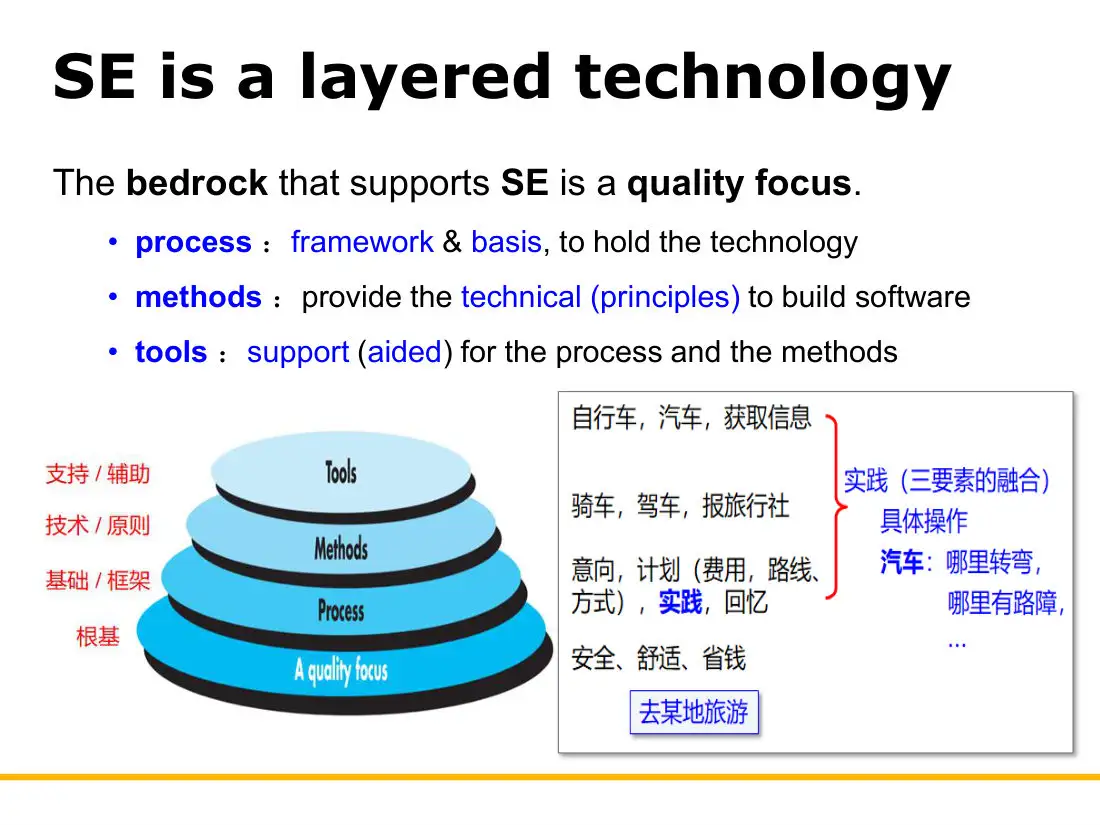 SE is a layered technology
The bedrock that supports SE is a quality focus.
• process ：framework & basis, to hold the technology
• methods ：provide the technical (principles) to build software
• tools ：support (aided) for the process and the methods
支持 / 辅助
技术 / 原则
基础 / 框架
根基
Tools
Methods
Process
A quality focus
自行车，汽车，获取信息
骑车，驾车，报旅行社
意向，计划（费用，路线、
方式），实践，回忆
安全、舒适、省钱
去某地旅游
实践（三要素的融合）
具体操作
汽车：哪里转弯，
哪里有路障，
...